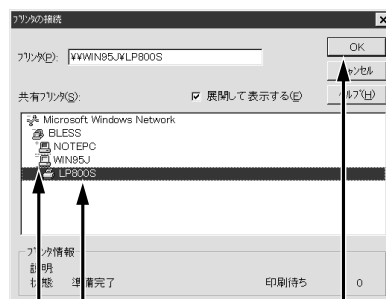 プリンタの接続
プリンタ(P):
¥¥WIN95J¥LP800S
OK
キャンセル
ヘルプ(H)
共有プリンタ(S):
展開して表示する(E)
Microsoft Windows Network
BLESS
NOTEPC
WIN95J
LP800S
プリンタ情報
説明:
状態: 準備完了
印刷待ち 0